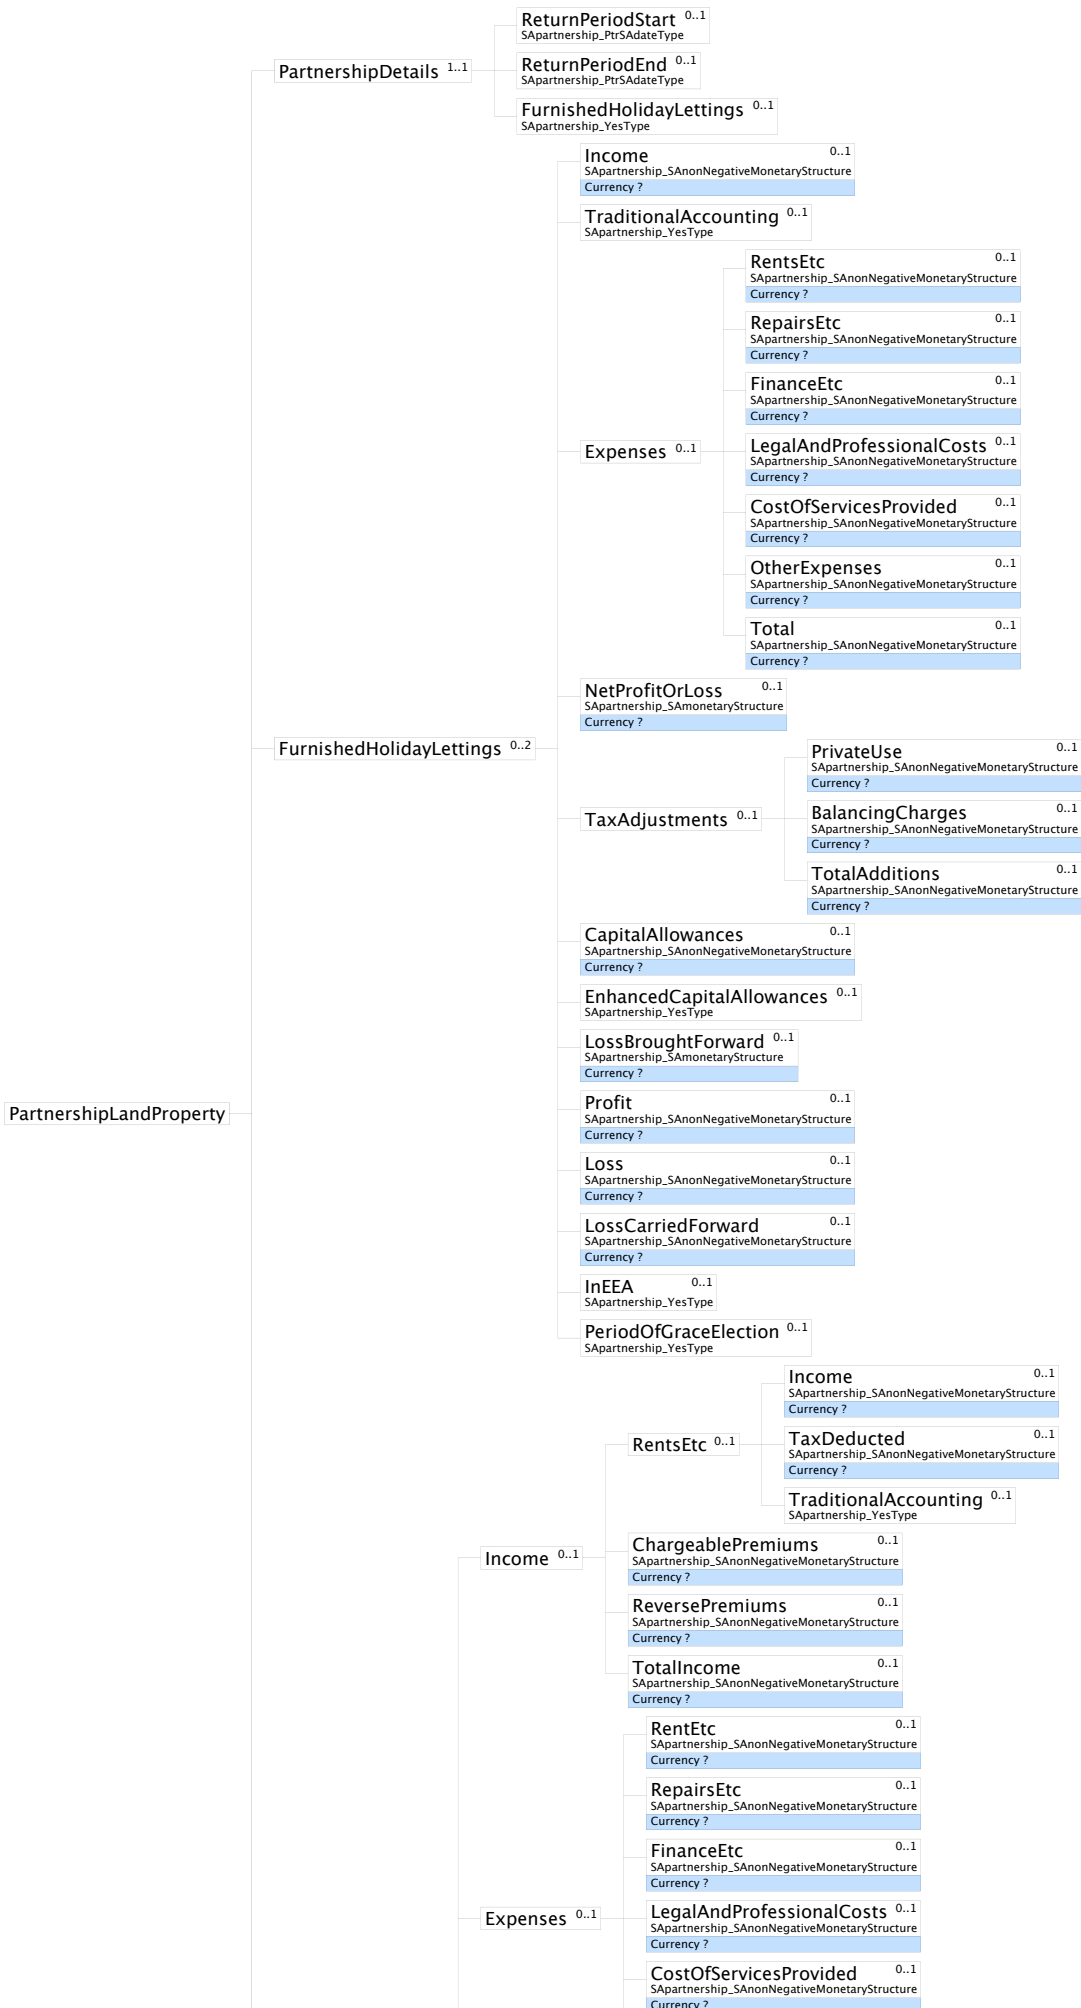 ReturnPeriodStart 0..1
SApartnership_PtrSAdateType
PartnershipDetails 1..1
ReturnPeriodEnd 0..1
SApartnership_PtrSAdateType
FurnishedHolidayLettings 0..1
SApartnership_YesType
Income 0..1
SApartnership_SAnonNegativeMonetaryStructure
Currency ?
TraditionalAccounting 0..1
SApartnership_YesType
RentsEtc 0..1
SApartnership_SAnonNegativeMonetaryStructure
Currency ?
RepairsEtc 0..1
SApartnership_SAnonNegativeMonetaryStructure
Currency ?
FinanceEtc 0..1
SApartnership_SAnonNegativeMonetaryStructure
Currency ?
Expenses 0..1
LegalAndProfessionalCosts 0..1
SApartnership_SAnonNegativeMonetaryStructure
Currency ?
CostOfServicesProvided 0..1
SApartnership_SAnonNegativeMonetaryStructure
Currency ?
OtherExpenses 0..1
SApartnership_SAnonNegativeMonetaryStructure
Currency ?
Total 0..1
SApartnership_SAnonNegativeMonetaryStructure
Currency ?
NetProfitOrLoss 0..1
SApartnership_SAmonetaryStructure
Currency ?
FurnishedHolidayLettings 0..2
PrivateUse 0..1
SApartnership_SAnonNegativeMonetaryStructure
Currency ?
TaxAdjustments 0..1
BalancingCharges 0..1
SApartnership_SAnonNegativeMonetaryStructure
Currency ?
TotalAdditions 0..1
SApartnership_SAnonNegativeMonetaryStructure
Currency ?
CapitalAllowances 0..1
SApartnership_SAnonNegativeMonetaryStructure
Currency ?
EnhancedCapitalAllowances 0..1
SApartnership_YesType
LossBroughtForward 0..1
SApartnership_SAmonetaryStructure
Currency ?
PartnershipLandProperty
Profit 0..1
SApartnership_SAnonNegativeMonetaryStructure
Currency ?
Loss 0..1
SApartnership_SAnonNegativeMonetaryStructure
Currency ?
LossCarriedForward 0..1
SApartnership_SAnonNegativeMonetaryStructure
Currency ?
InEEA 0..1
SApartnership_YesType
PeriodOfGraceElection 0..1
SApartnership_YesType
Income 0..1
SApartnership_SAnonNegativeMonetaryStructure
Currency ?
RentsEtc 0..1
TaxDeducted 0..1
SApartnership_SAnonNegativeMonetaryStructure
Currency ?
TraditionalAccounting 0..1
SApartnership_YesType
Income 0..1
ChargeablePremiums 0..1
SApartnership_SAnonNegativeMonetaryStructure
Currency ?
ReversePremiums 0..1
SApartnership_SAnonNegativeMonetaryStructure
Currency ?
TotalIncome 0..1
SApartnership_SAnonNegativeMonetaryStructure
Currency ?
RentEtc 0..1
SApartnership_SAnonNegativeMonetaryStructure
Currency ?
RepairsEtc 0..1
SApartnership_SAnonNegativeMonetaryStructure
Currency ?
FinanceEtc 0..1
SApartnership_SAnonNegativeMonetaryStructure
Currency ?
Expenses 0..1
LegalAndProfessionalCosts 0..1
SApartnership_SAnonNegativeMonetaryStructure
Currency ?
CostOfServicesProvided 0..1
SApartnership_SAnonNegativeMonetaryStructure
Currency ?